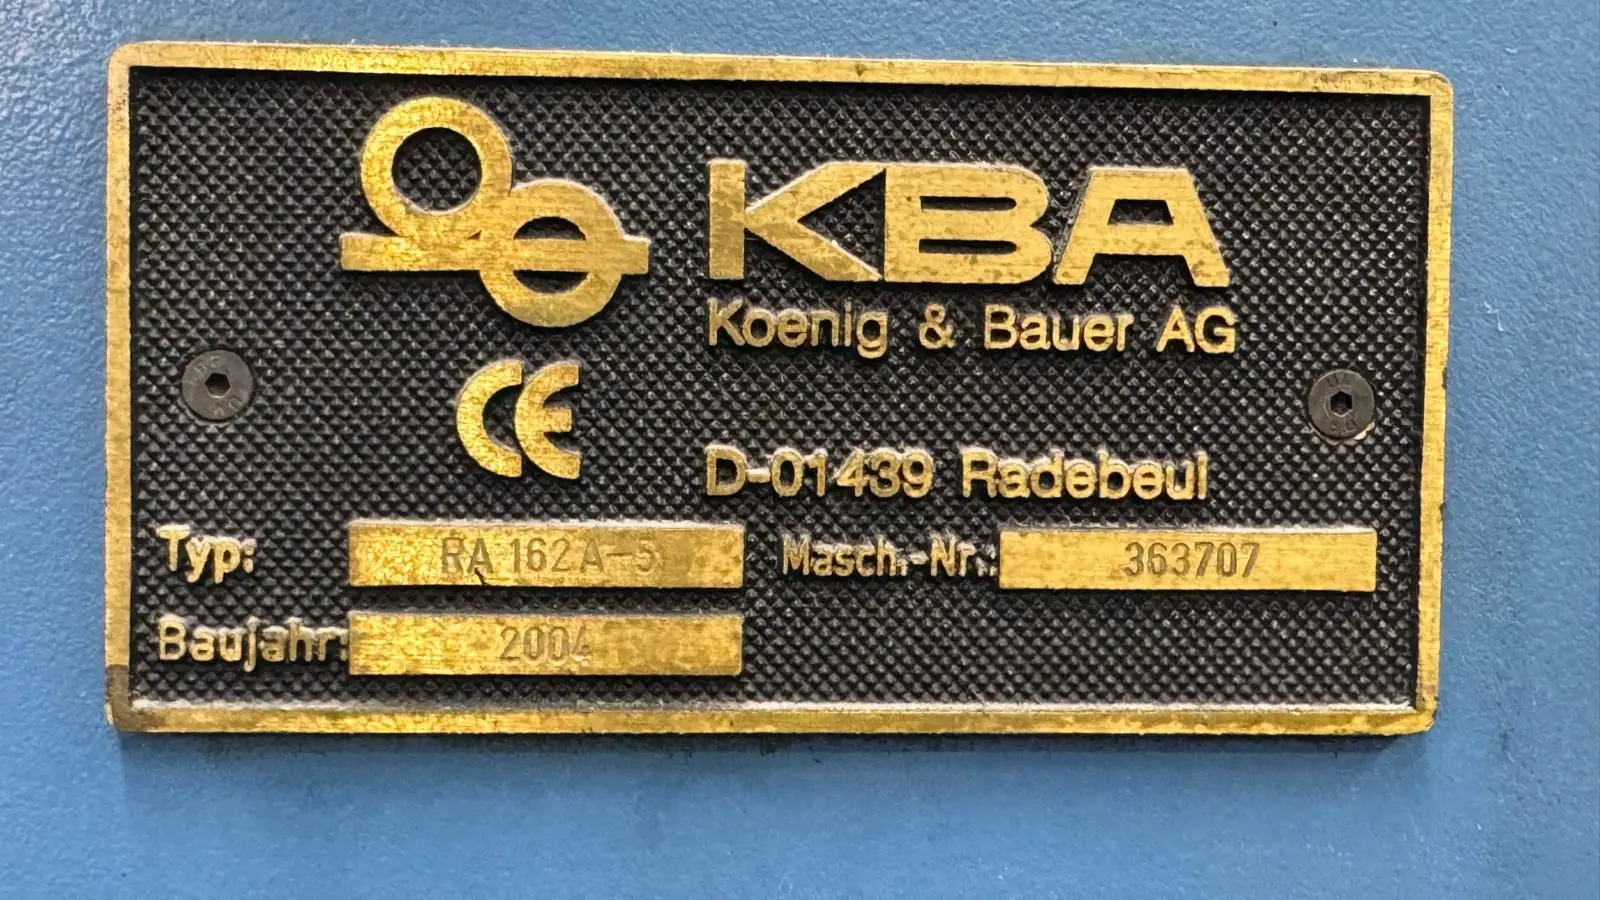 KBA
Koenig & Bauer AG
CE
D-01439 Radebeul
Typ: RA 162 A-5
Masch.-Nr.: 363707
Baujahr: 2004